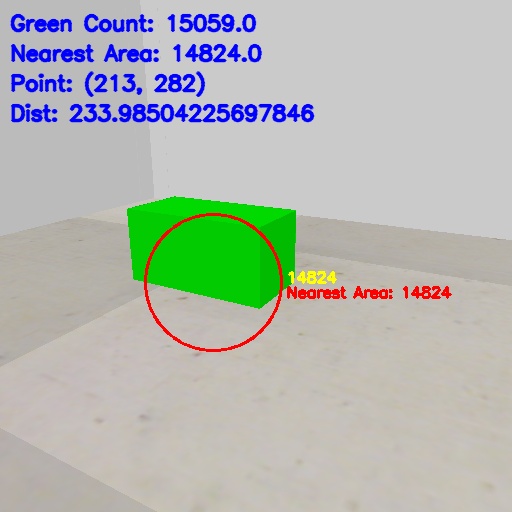 Green Count: 15059.0
Nearest Area: 14824.0
Point: (213, 282)
Dist: 233.98504225697846
14824
Nearest Area: 14824